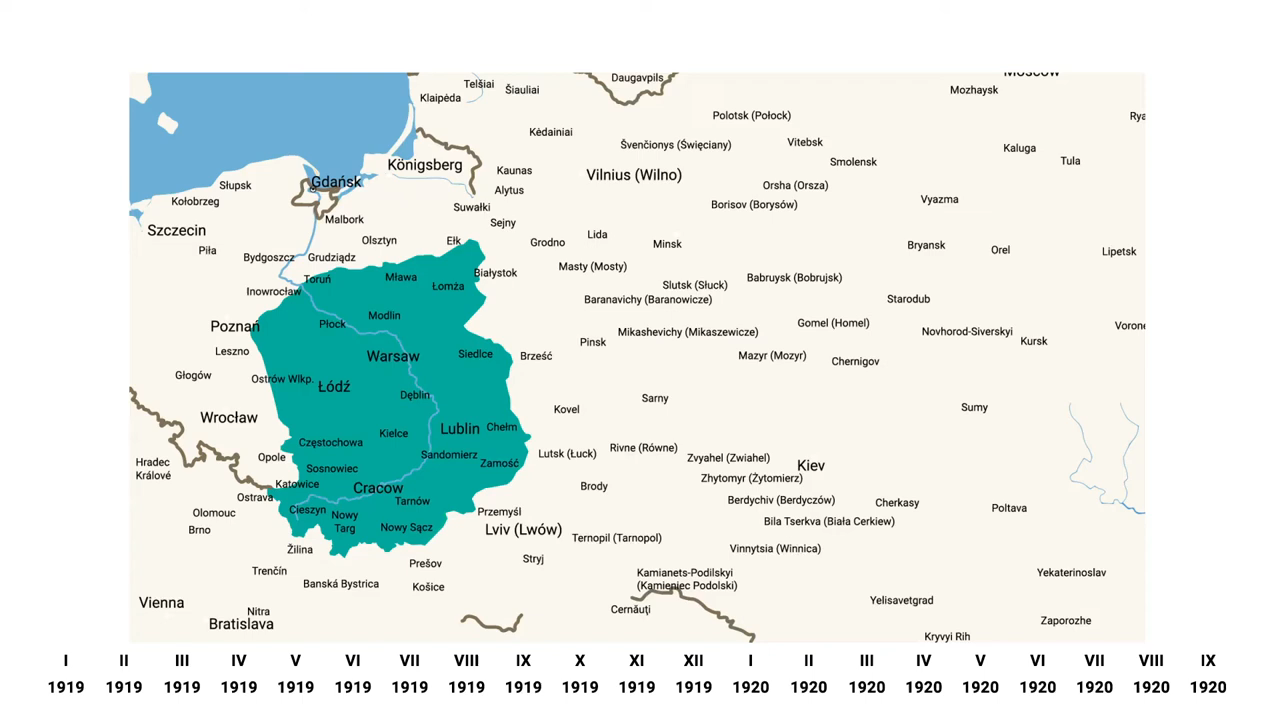 Moscow
Daugavpils
Telšiai
Šiauliai
Mozhaysk
Klaipėda
Polotsk (Połock)
Kėdainiai
Švenčionys (Święciany)
Vitebsk
Kaluga
Smolensk
Tula
Königsberg
Kaunas
Vilnius (Wilno)
Gdańsk
Słupsk
Alytus
Orsha (Orsza)
Kołobrzeg
Suwałki
Borisov (Borysów)
Vyazma
Malbork
Sejny
Szczecin
Olsztyn
Ełk
Grodno
Lida
Minsk
Bryansk
Orel
Lipetsk
Piła
Bydgoszcz
Grudziądz
Masty (Mosty)
Toruń
Mława
Białystok
Babruysk (Bobrujsk)
Inowrocław
Łomża
Slutsk (Słuck)
Baranavichy (Baranowicze)
Starodub
Poznań
Płock
Modlin
Mikashevichy (Mikaszewicze)
Gomel (Homel)
Novhorod-Siverskyi
Pinsk
Kursk
Leszno
Warsaw
Siedlce
Brześć
Mazyr (Mozyr)
Chernigov
Głogów
Ostrów Wlkp.
Łódź
Dęblin
Sarny
Wrocław
Kovel
Sumy
Częstochowa
Kielce
Lublin
Chełm
Opole
Sandomierz
Zamość
Lutsk (Łuck)
Rivne (Równe)
Zvyahel (Zwiahel)
Kiev
Hradec
Králové
Sosnowiec
Zhytomyr (Żytomierz)
Katowice
Cracow
Brody
Ostrava
Tarnów
Berdychiv (Berdyczów)
Cherkasy
Olomouc
Cieszyn
Nowy
Targ
Przemyśl
Poltava
Brno
Nowy Sącz
Lviv (Lwów)
Ternopil (Tarnopol)
Bila Tserkva (Biała Cerkiew)
Žilina
Vinnytsia (Winnica)
Prešov
Stryj
Trenčín
Banská Bystrica
Košice
Kamianets-Podilskyi
(Kamieniec Podolski)
Yekaterinoslav
Vienna
Nitra
Cernăuţi
Yelisavetgrad
Bratislava
Zaporozhe
Kryvyi Rih
I II III IV V VI VII VIII IX X XI XII I II III IV V VI VII VIII IX
1919 1919 1919 1919 1919 1919 1919 1919 1919 1919 1919 1919 1920 1920 1920 1920 1920 1920 1920 1920 1920